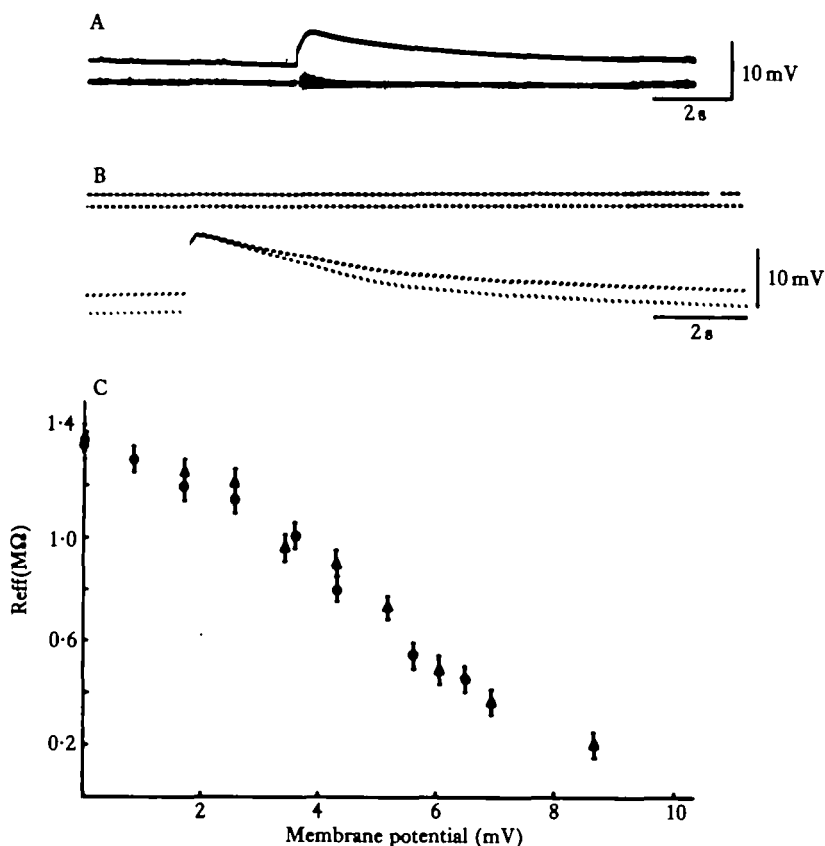 A
10 mV
2 s
B
10 mV
2 s
C
1·4
1·0
0·6
0·2
Reff(MΩ)
2
4
6
8
10
Membrane potential (mV)